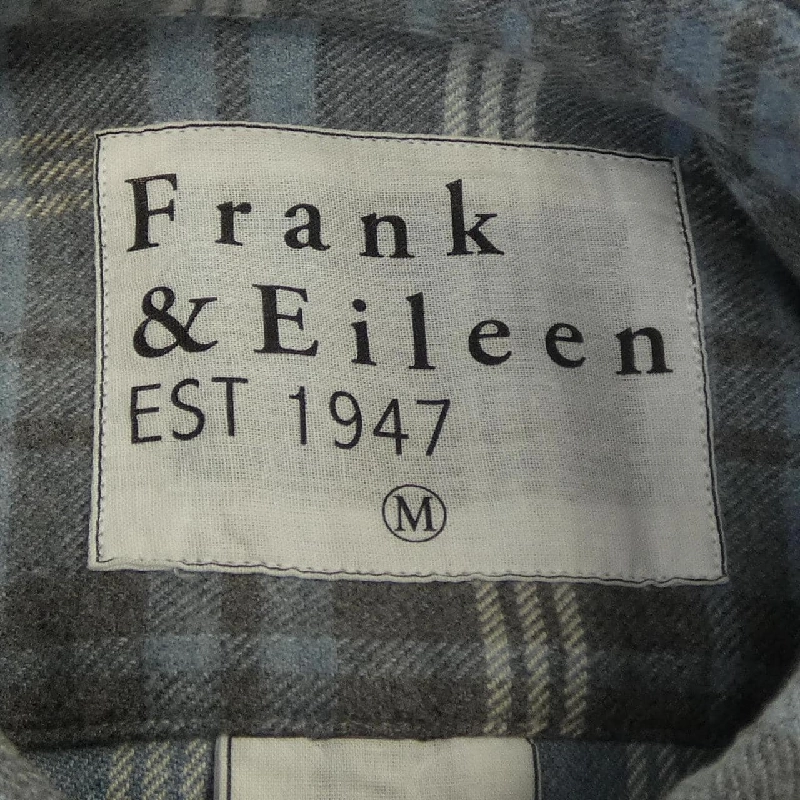 Frank
& Eileen
EST 1947
M